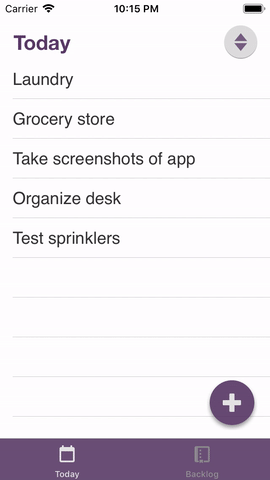 Carrier 10:15 PM
Today
Laundry
Grocery store
Take screenshots of app
Organize desk
Test sprinklers
Today Backlog